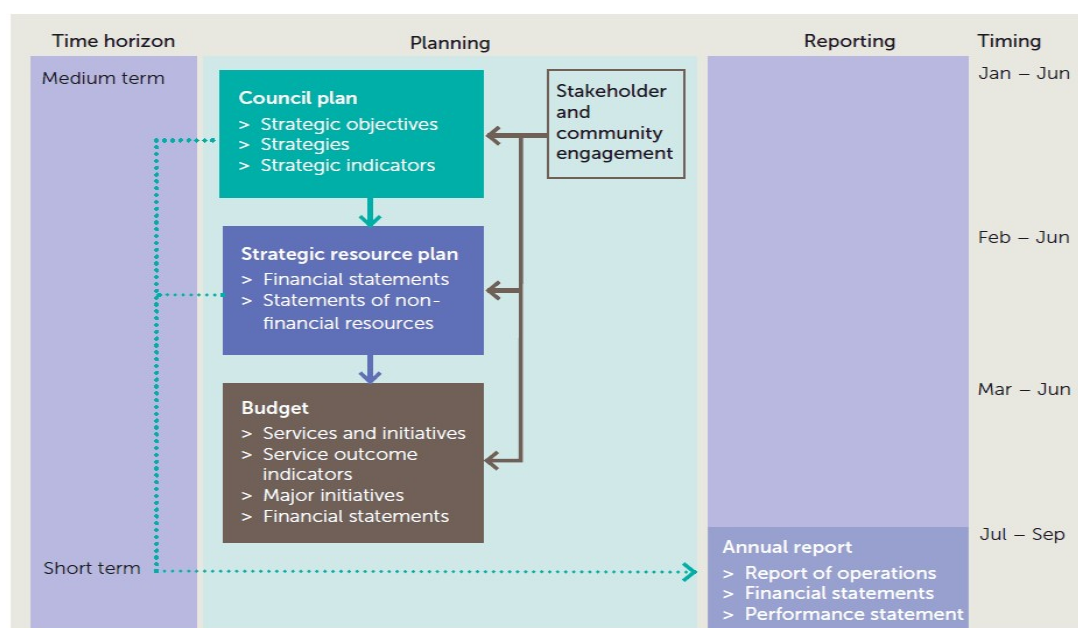 Time horizon
Planning
Reporting
Timing
Medium term
Jan – Jun
Council plan
> Strategic objectives
> Strategies
> Strategic indicators
Stakeholder
and
community
engagement
Feb – Jun
Strategic resource plan
> Financial statements
> Statements of non-
financial resources
Mar – Jun
Budget
> Services and initiatives
> Service outcome
indicators
> Major initiatives
> Financial statements
Jul – Sep
Short term
Annual report
> Report of operations
> Financial statements
> Performance statement